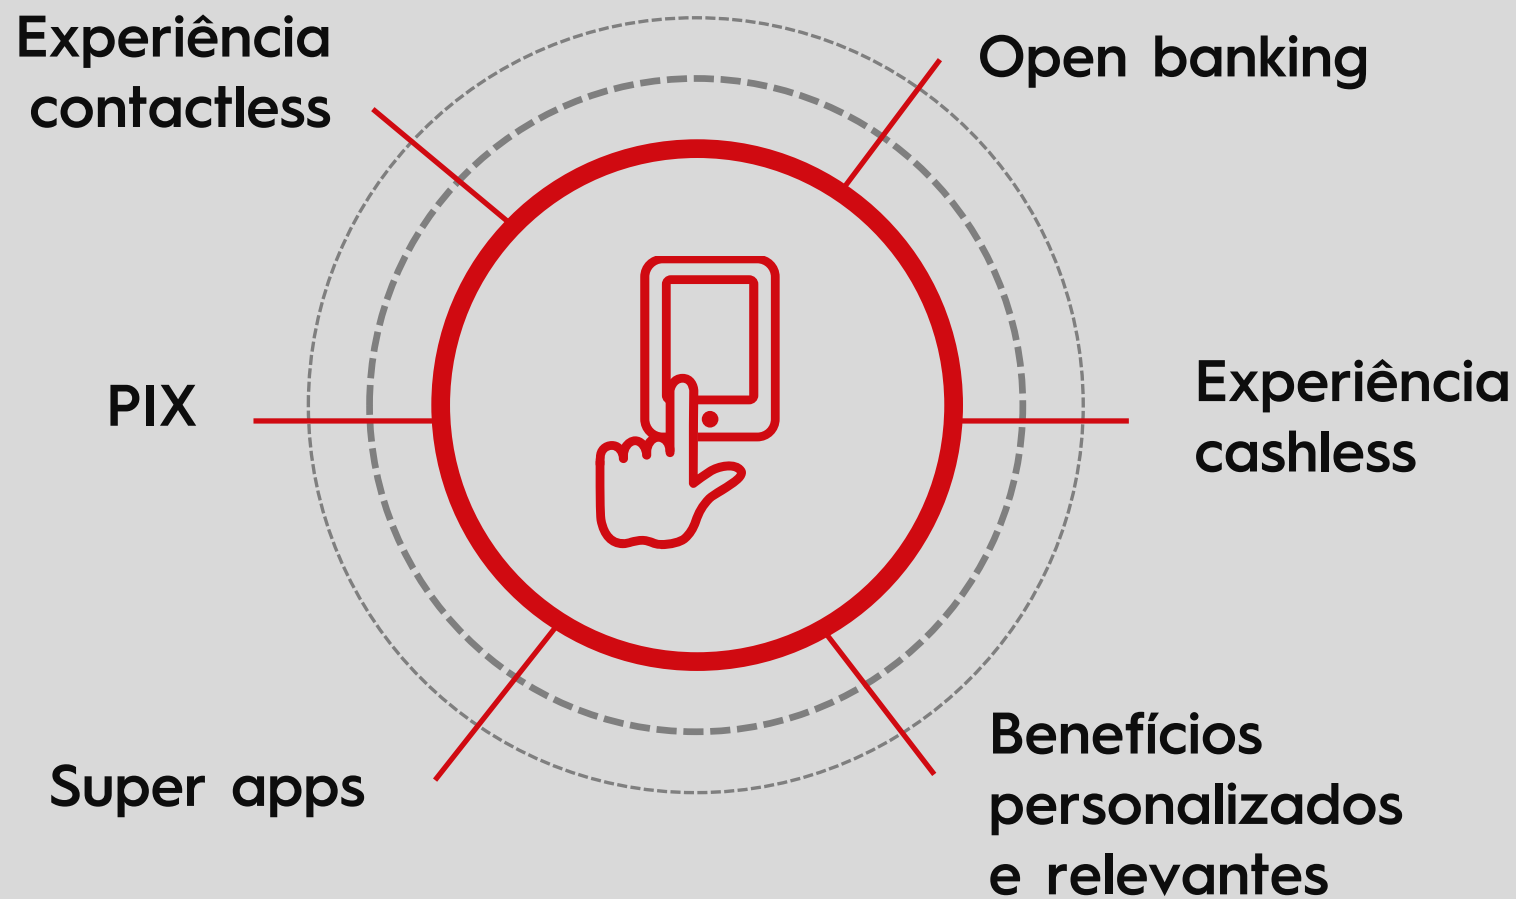 Experiência
contactless
Open banking
PIX
Experiência
cashless
Super apps
Benefícios
personalizados
e relevantes